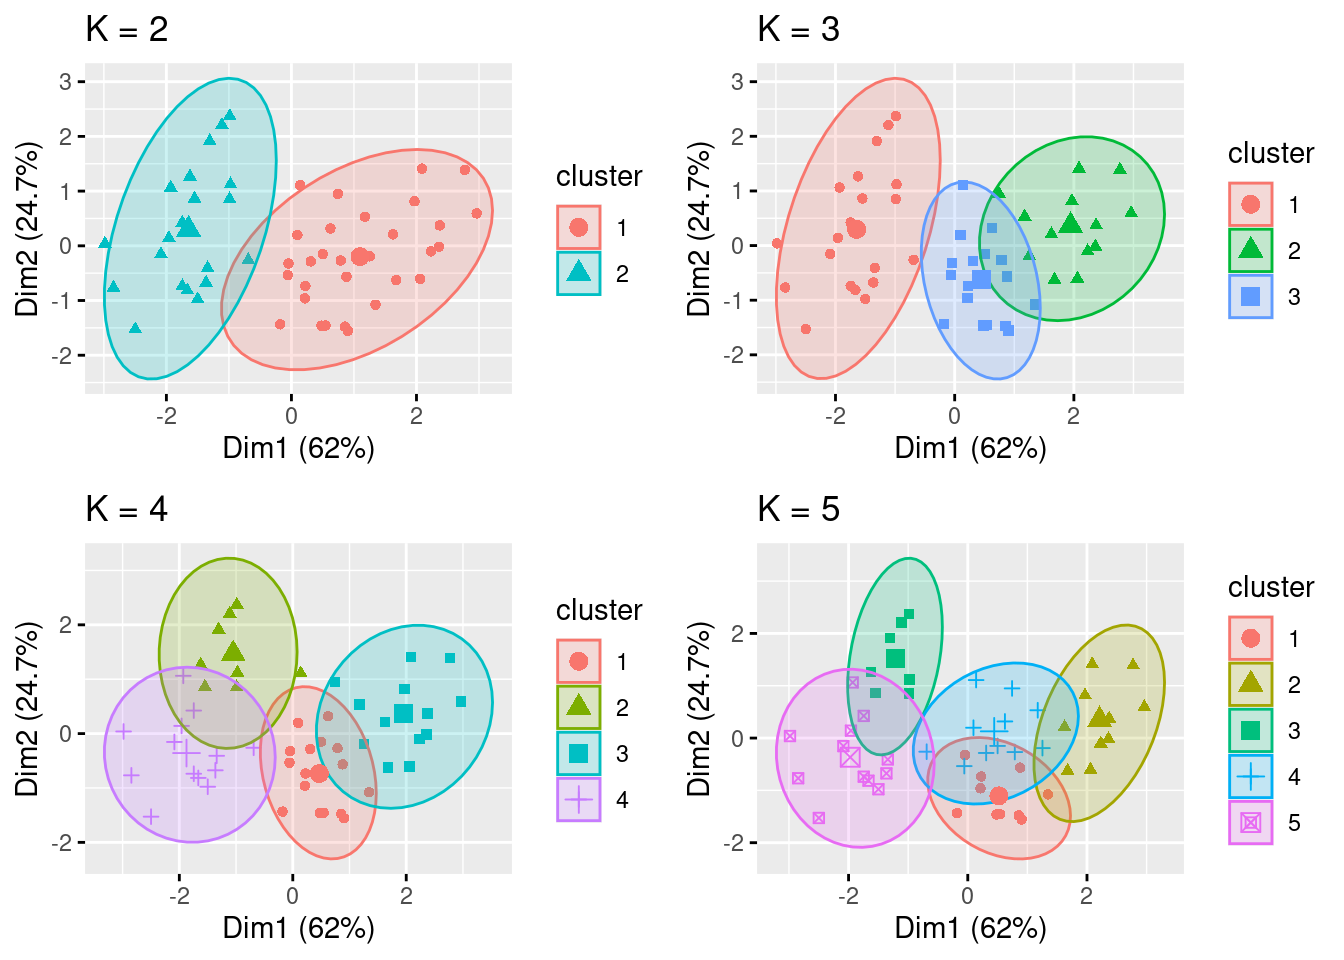 K = 2
3
2
1
0
-1
-2
Dim2 (24.7%)
-2 0 2
Dim1 (62%)
cluster
1
2
K = 3
3
2
1
0
-1
-2
Dim2 (24.7%)
-2 0 2
Dim1 (62%)
cluster
1
2
3
K = 4
2
0
-2
Dim2 (24.7%)
-2 0 2
Dim1 (62%)
cluster
1
2
3
4
K = 5
2
0
-2
Dim2 (24.7%)
-2 0 2
Dim1 (62%)
cluster
1
2
3
4
5